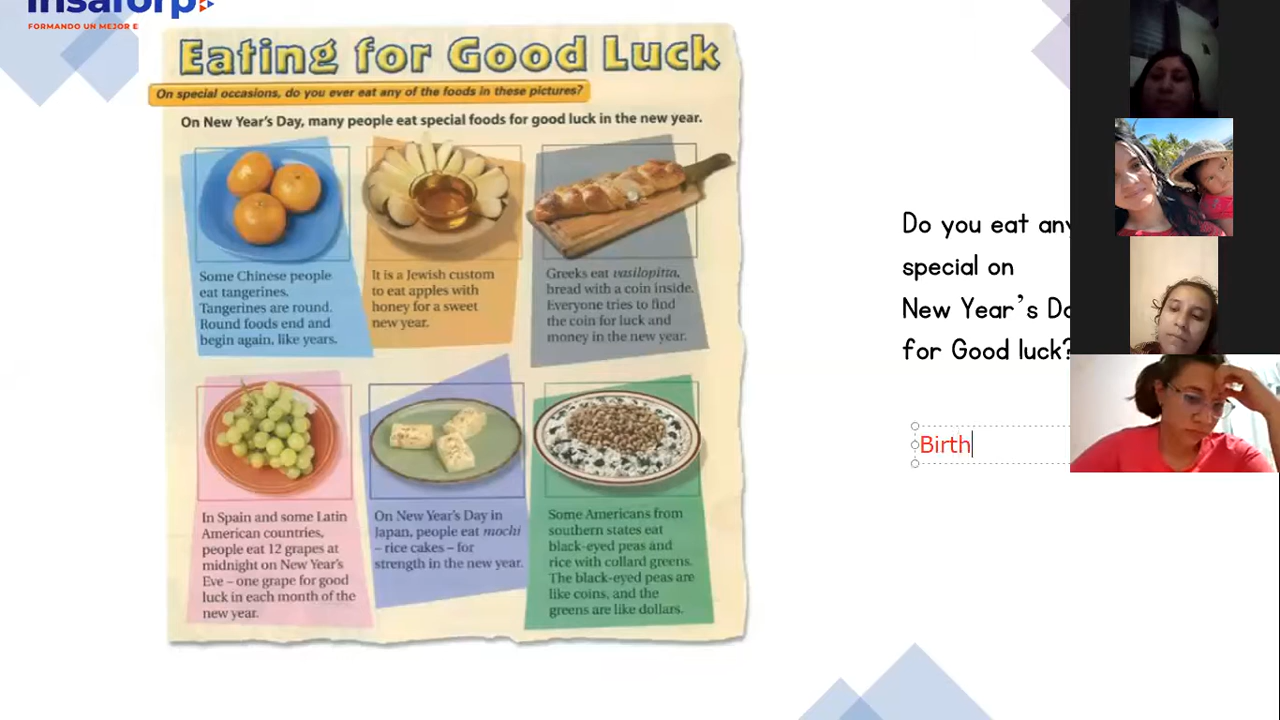 insaforp
FORMANDO UN MEJOR E
Eating for Good Luck
On special occasions, do you ever eat any of the foods in these pictures?
On New Year's Day, many people eat special foods for good luck in the new year.
Some Chinese people
eat tangerines.
Tangerines are round.
Round foods end and
begin again, like years.
It is a Jewish custom
to eat apples with
honey for a sweet
new year.
Greeks eat vasilopitta,
bread with a coin inside.
Everyone tries to find
the coin for luck and
money in the new year.
In Spain and some Latin
American countries,
people eat 12 grapes at
midnight on New Year's
Eve – one grape for good
luck in each month of the
new year.
On New Year's Day in
Japan, people eat mochi
– rice cakes – for
strength in the new year.
Some Americans from
southern states eat
black-eyed peas and
rice with collard greens.
The black-eyed peas are
like coins, and the
greens are like dollars.
Do you eat any
special on
New Year's Da
for Good luck?
Birth